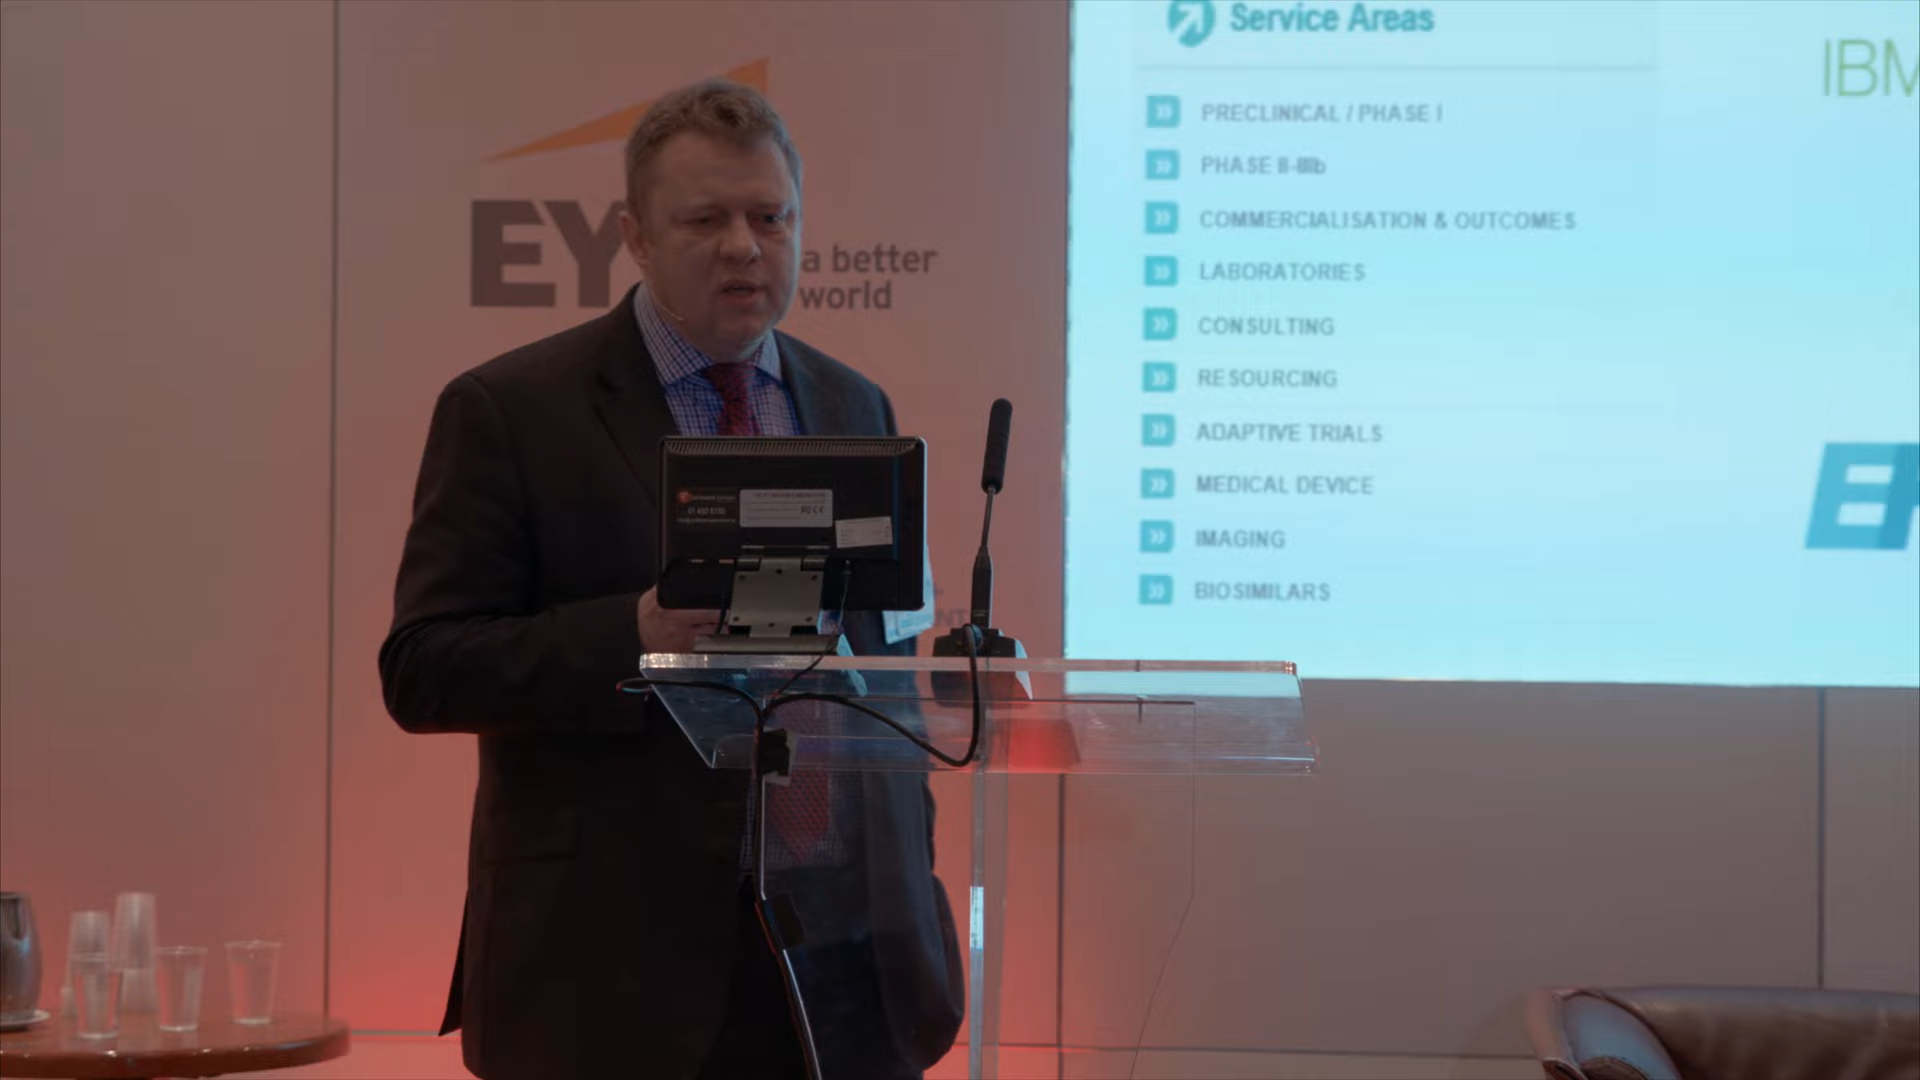 EY
a better
world
Service Areas
PRECLINICAL / PHASE I
PHASE II-IIIb
COMMERCIALISATION & OUTCOMES
LABORATORIES
CONSULTING
RESOURCING
ADAPTIVE TRIALS
MEDICAL DEVICE
IMAGING
BIOSIMILARS
IBM